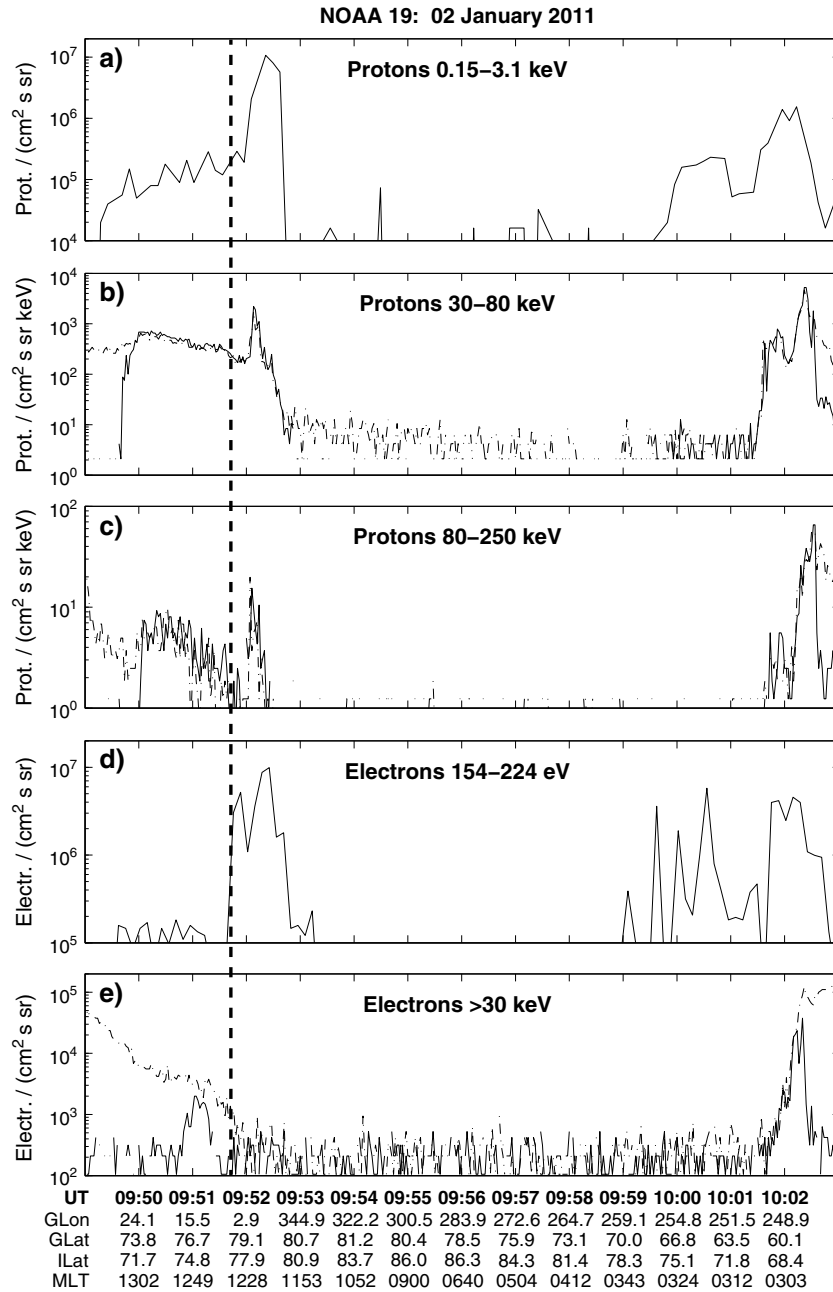 NOAA 19: 02 January 2011
a)
Protons 0.15−3.1 keV
Prot. / (cm² s sr)
10⁷
10⁶
10⁵
10⁴
b)
Protons 30−80 keV
Prot. / (cm² s sr keV)
10⁴
10³
10²
10¹
10⁰
c)
Protons 80−250 keV
Prot. / (cm² s sr keV)
10²
10¹
10⁰
d)
Electrons 154−224 eV
Electr. / (cm² s sr)
10⁷
10⁶
10⁵
e)
Electrons >30 keV
Electr. / (cm² s sr)
10⁵
10⁴
10³
10²
UT 09:50 09:51 09:52 09:53 09:54 09:55 09:56 09:57 09:58 09:59 10:00 10:01 10:02
GLon 24.1 15.5 2.9 344.9 322.2 300.5 283.9 272.6 264.7 259.1 254.8 251.5 248.9
GLat 73.8 76.7 79.1 80.7 81.2 80.4 78.5 75.9 73.1 70.0 66.8 63.5 60.1
ILat 71.7 74.8 77.9 80.9 83.7 86.0 86.3 84.3 81.4 78.3 75.1 71.8 68.4
MLT 1302 1249 1228 1153 1052 0900 0640 0504 0412 0343 0324 0312 0303